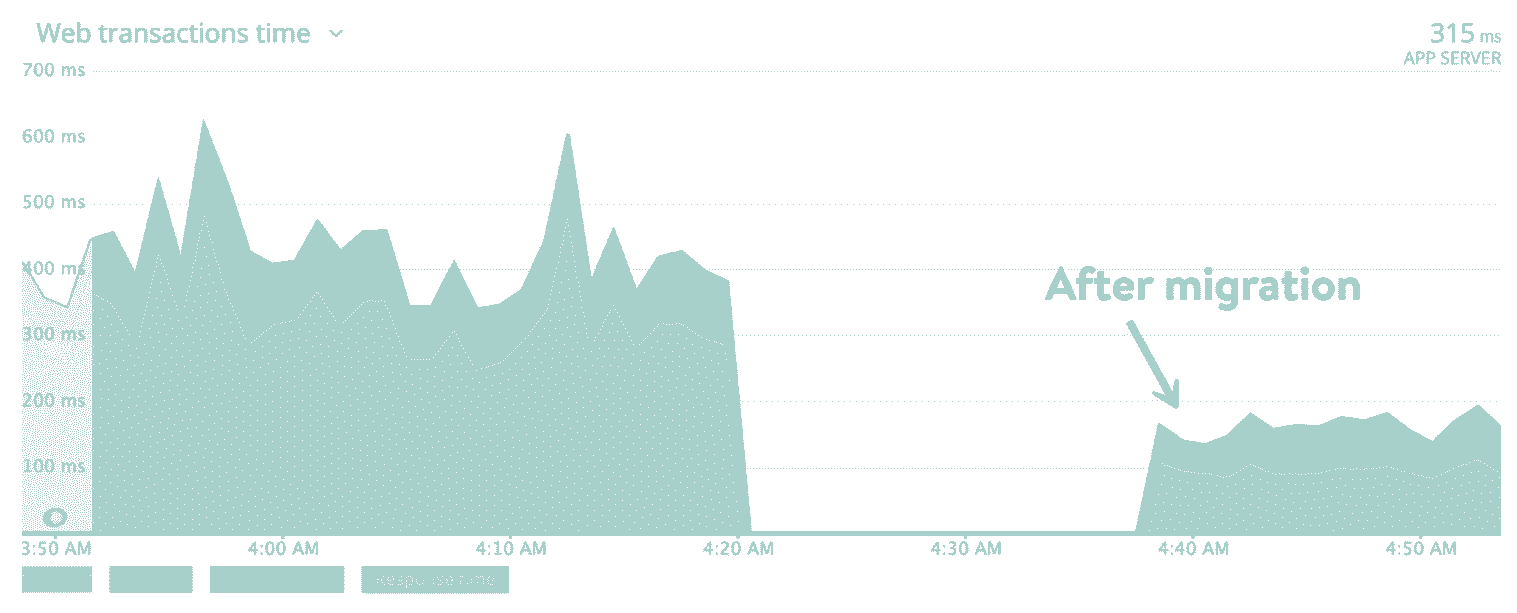 Web transactions time
315 ms
APP SERVER
700 ms
600 ms
500 ms
400 ms
300 ms
200 ms
100 ms
After migration
3:50 AM
4:00 AM
4:10 AM
4:20 AM
4:30 AM
4:40 AM
4:50 AM
Response time